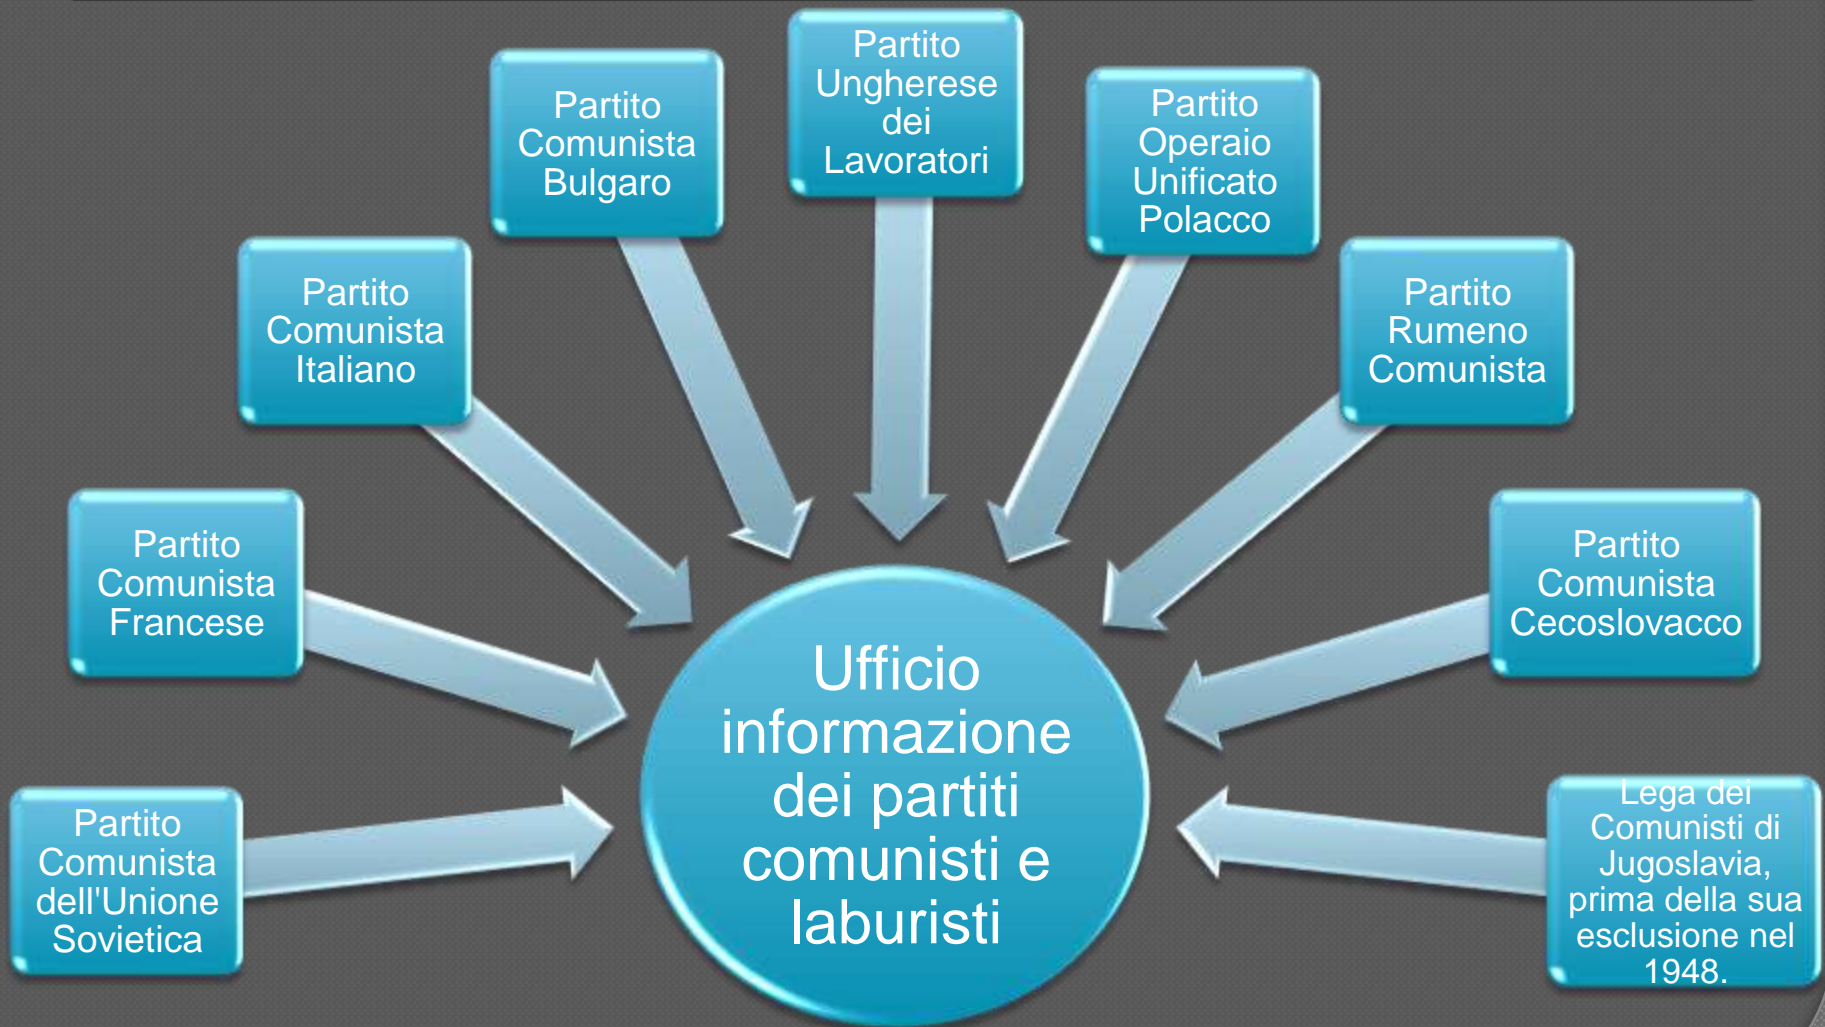 Partito
Ungherese
dei
Lavoratori
Partito
Comunista
Bulgaro
Partito
Operaio
Unificato
Polacco
Partito
Comunista
Italiano
Partito
Rumeno
Comunista
Partito
Comunista
Francese
Partito
Comunista
Cecoslovacco
Partito
Comunista
dell'Unione
Sovietica
Ufficio
informazione
dei partiti
comunisti e
laburisti
Lega dei
Comunisti di
Jugoslavia,
prima della sua
esclusione nel
1948.